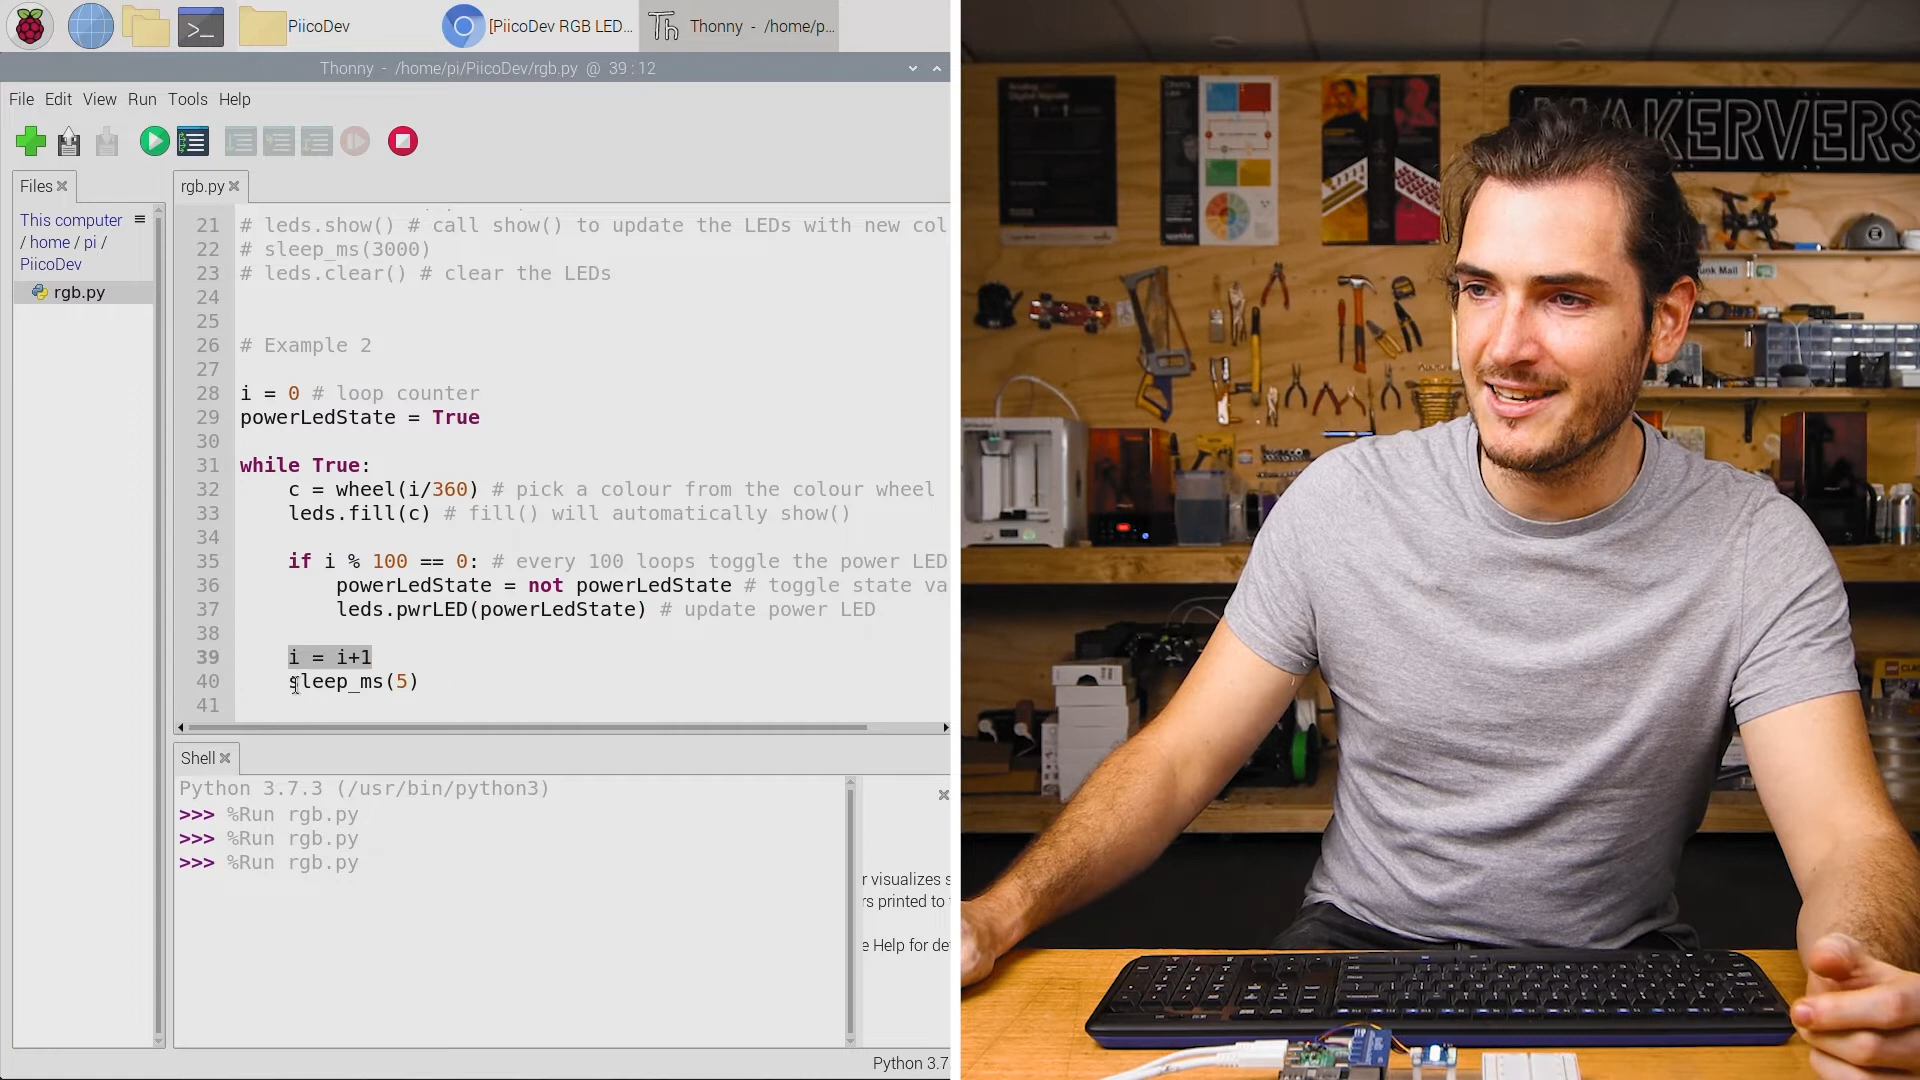 PiicoDev
[PiicoDev RGB LED...
Thonny - /home/p...
Thonny - /home/pi/PiicoDev/rgb.py @ 39 : 12
File Edit View Run Tools Help
Files
rgb.py
This computer
/ home / pi /
PiicoDev
rgb.py
21 # leds.show() # call show() to update the LEDs with new col
22 # sleep_ms(3000)
23 # leds.clear() # clear the LEDs
24
25
26 # Example 2
27
28 i = 0 # loop counter
29 powerLedState = True
30
31 while True:
32 c = wheel(i/360) # pick a colour from the colour wheel
33 leds.fill(c) # fill() will automatically show()
34
35 if i % 100 == 0: # every 100 loops toggle the power LED
36 powerLedState = not powerLedState # toggle state va
37 leds.pwrLED(powerLedState) # update power LED
38
39 i = i+1
40 sleep_ms(5)
41
Shell
Python 3.7.3 (/usr/bin/python3)
>>> %Run rgb.py
>>> %Run rgb.py
>>> %Run rgb.py
r visualizes s
rs printed to
e Help for de
Python 3.7
MAKERVERS
unk Mail
CLASSIC